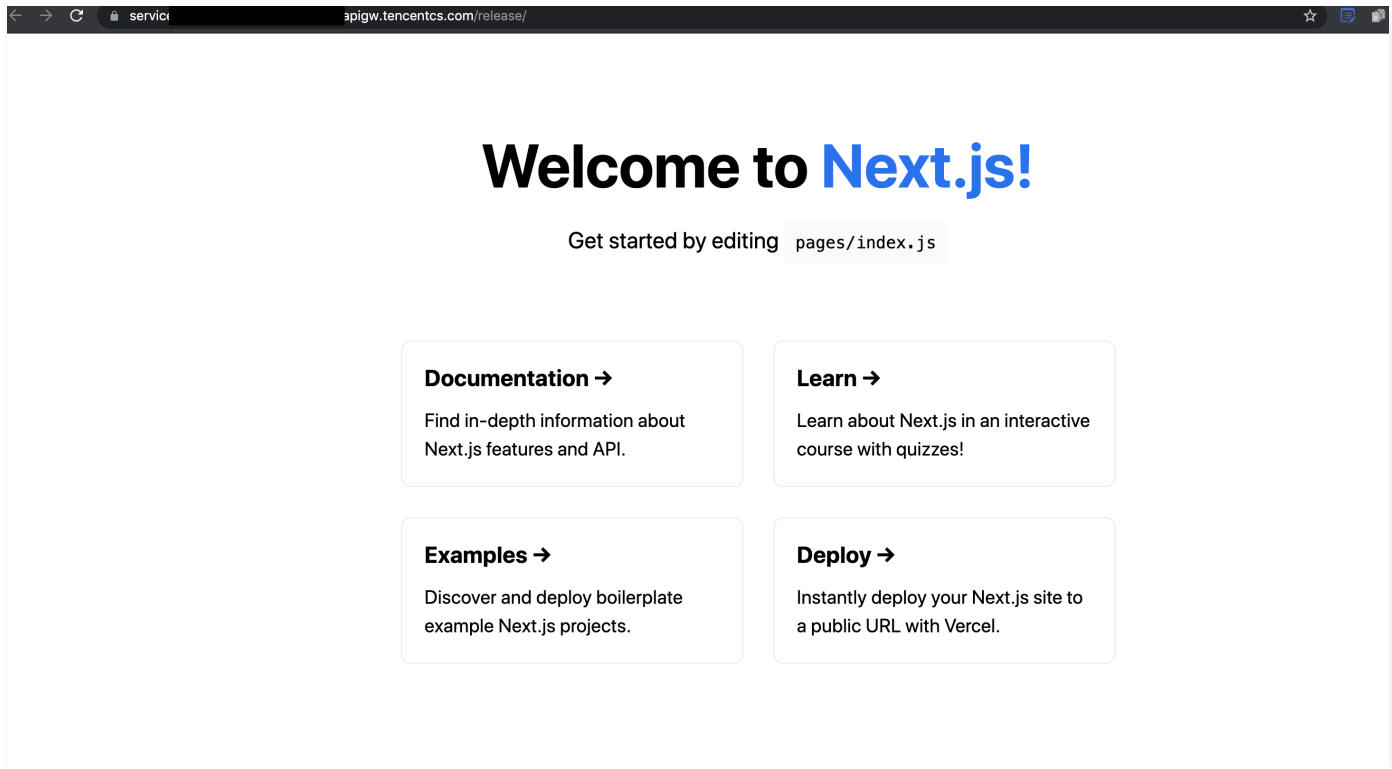 service apigw.tencentcs.com/release/
Welcome to Next.js!
Get started by editing pages/index.js
Documentation →
Find in-depth information about
Next.js features and API.
Learn →
Learn about Next.js in an interactive
course with quizzes!
Examples →
Discover and deploy boilerplate
example Next.js projects.
Deploy →
Instantly deploy your Next.js site to
a public URL with Vercel.